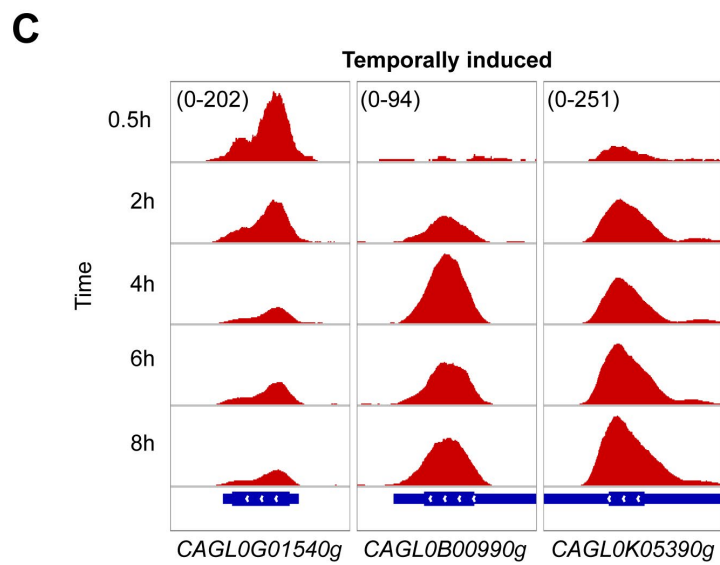 C
Temporally induced
(0-202) (0-94) (0-251)
0.5h
2h
4h
6h
8h
Time
CAGL0G01540g CAGL0B00990g CAGL0K05390g